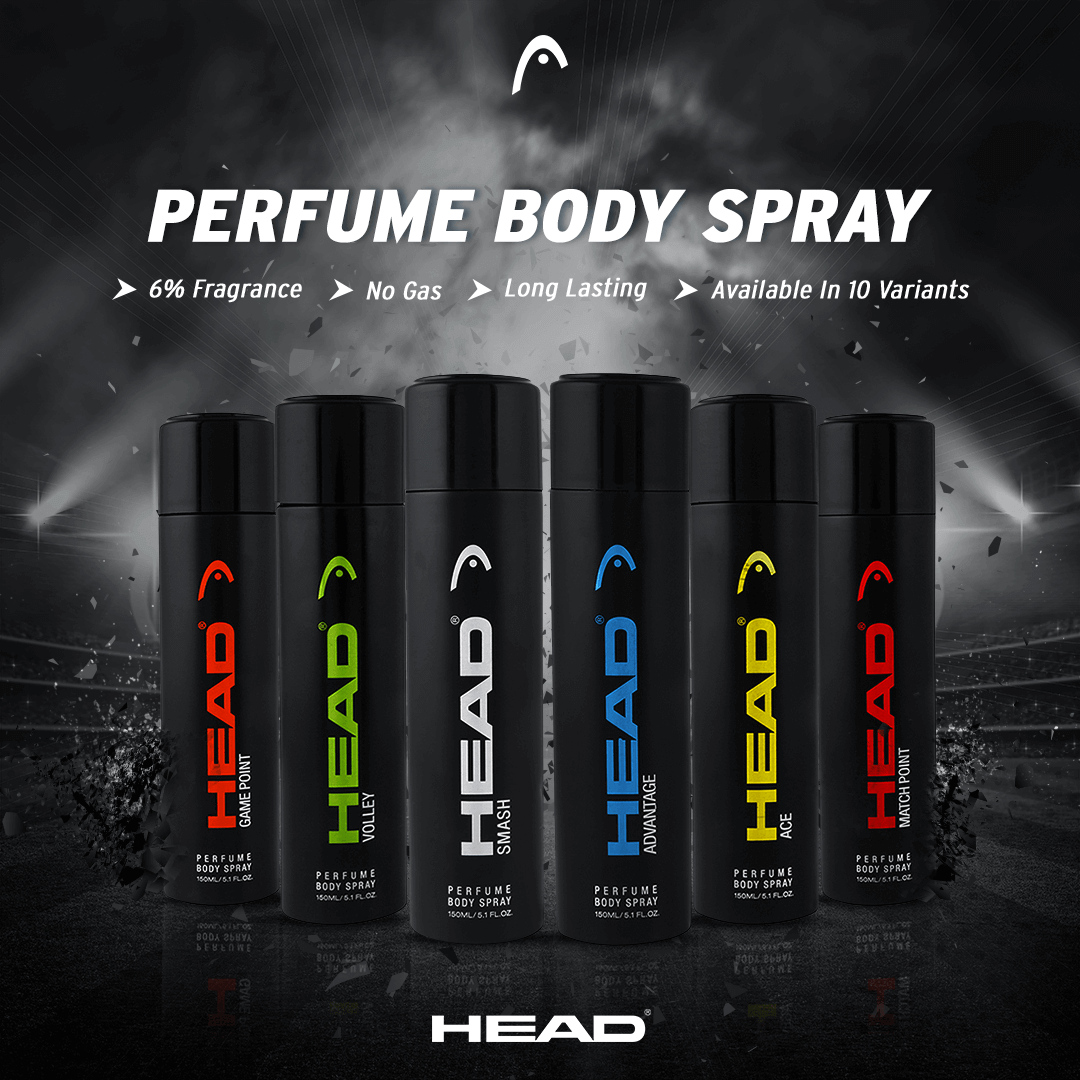 PERFUME BODY SPRAY
6% Fragrance
No Gas
Long Lasting
Available In 10 Variants
HEAD®
GAME POINT
PERFUME
BODY SPRAY
150ML/5.1 FL.OZ.
HEAD®
VOLLEY
PERFUME
BODY SPRAY
150ML/5.1 FL.OZ.
HEAD®
SMASH
PERFUME
BODY SPRAY
150ML/5.1 FL.OZ.
HEAD®
ADVANTAGE
PERFUME
BODY SPRAY
150ML/5.1 FL.OZ.
HEAD®
ACE
PERFUME
BODY SPRAY
150ML/5.1 FL.OZ.
HEAD®
MATCH POINT
PERFUME
BODY SPRAY
150ML/5.1 FL.OZ.
HEAD®